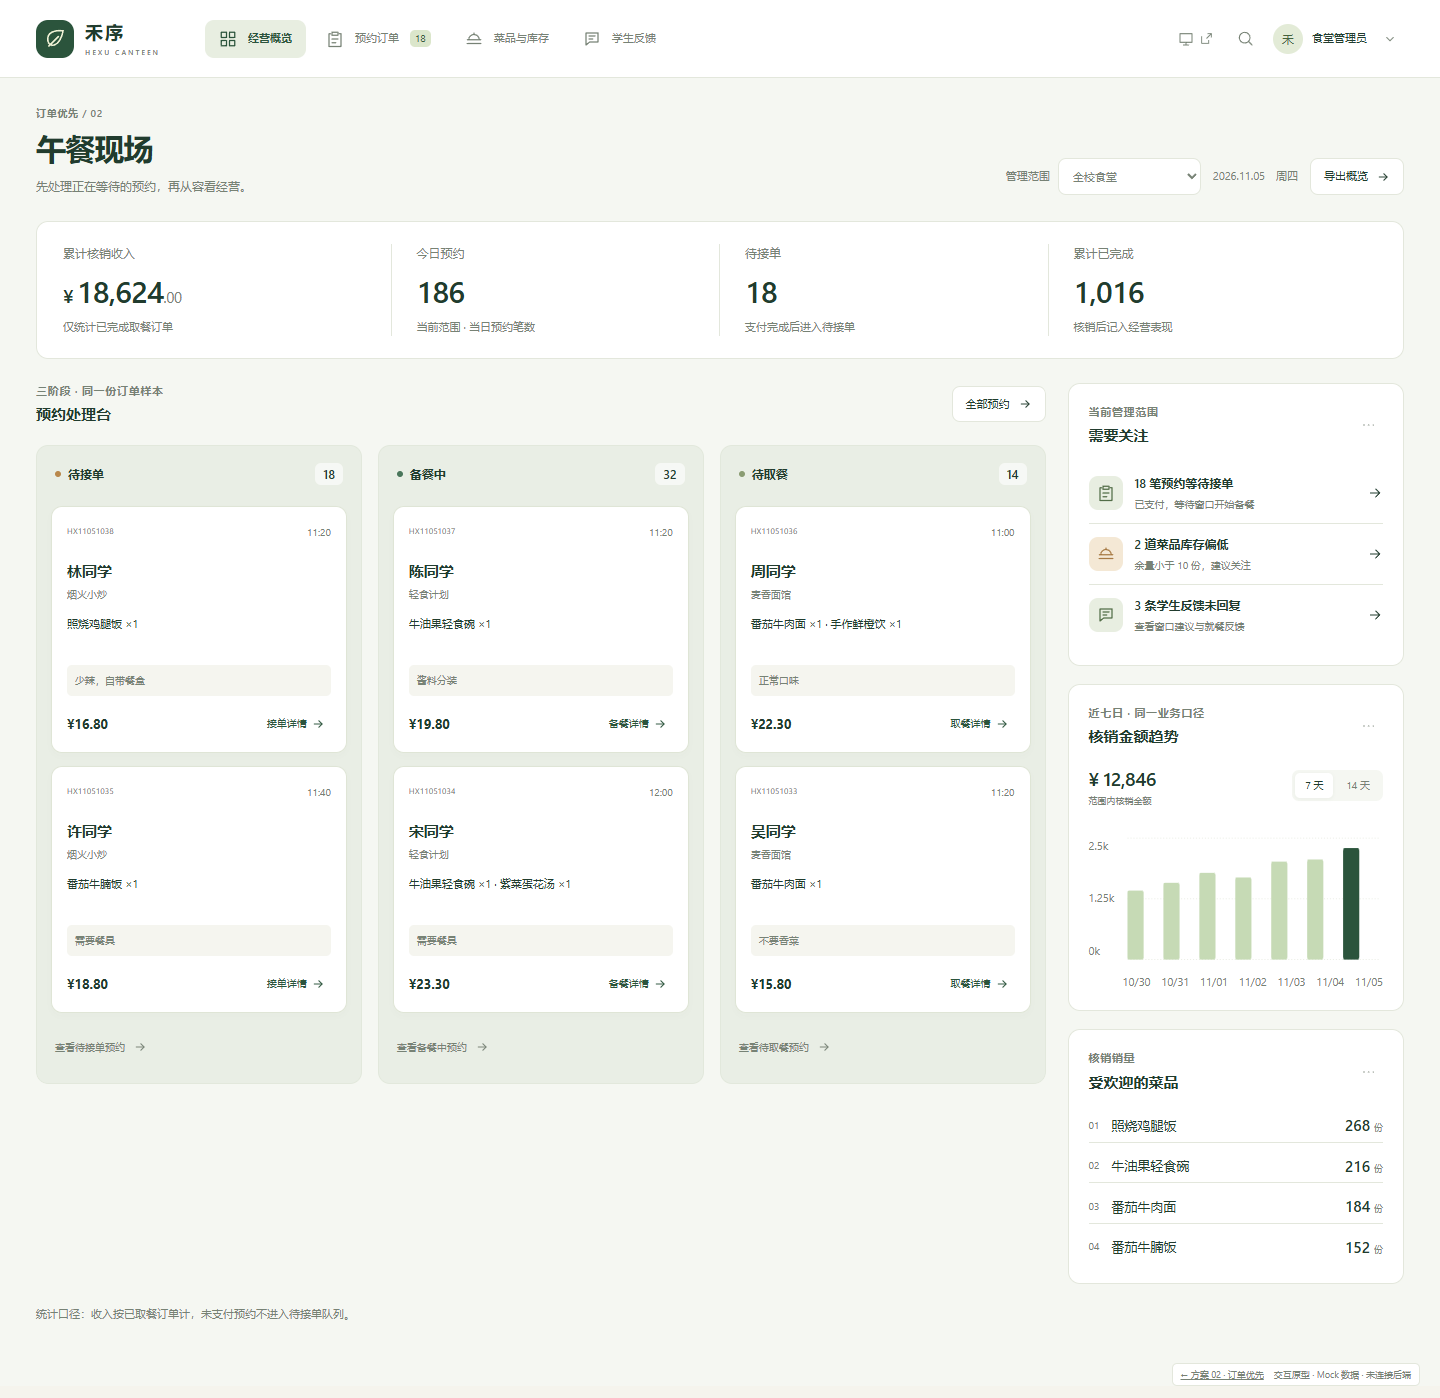 禾序
HEXU CANTEEN
经营概览
预约订单 18
菜品与库存
学生反馈
禾 食堂管理员
订单优先 / 02
午餐现场
先处理正在等待的预约，再从容看经营。
管理范围 全校食堂 2026.11.05 周四 导出概览 →
累计核销收入
¥ 18,624.00
仅统计已完成取餐订单
今日预约
186
当前范围 · 当日预约笔数
待接单
18
支付完成后进入待接单
累计已完成
1,016
核销后记入经营表现
三阶段 · 同一份订单样本
预约处理台
全部预约 →
待接单 18
HX11051038 11:20
林同学
烟火小炒
照烧鸡腿饭 ×1
少辣，自带餐盒
¥16.80 接单详情 →
HX11051035 11:40
许同学
烟火小炒
番茄牛腩饭 ×1
需要餐具
¥18.80 接单详情 →
查看待接单预约 →
备餐中 32
HX11051037 11:20
陈同学
轻食计划
牛油果轻食碗 ×1
酱料分装
¥19.80 备餐详情 →
HX11051034 12:00
宋同学
轻食计划
牛油果轻食碗 ×1 · 紫菜蛋花汤 ×1
需要餐具
¥23.30 备餐详情 →
查看备餐中预约 →
待取餐 14
HX11051036 11:00
周同学
麦香面馆
番茄牛肉面 ×1 · 手作鲜橙饮 ×1
正常口味
¥22.30 取餐详情 →
HX11051033 11:20
吴同学
麦香面馆
番茄牛肉面 ×1
不要香菜
¥15.80 取餐详情 →
查看待取餐预约 →
当前管理范围
需要关注
···
18 笔预约等待接单
已支付，等待窗口开始备餐
→
2 道菜品库存偏低
余量小于 10 份，建议关注
→
3 条学生反馈未回复
查看窗口建议与就餐反馈
→
近七日 · 同一业务口径
核销金额趋势
···
¥ 12,846
范围内核销金额
7 天 14 天
2.5k
1.25k
0k
10/30 10/31 11/01 11/02 11/03 11/04 11/05
核销销量
受欢迎的菜品
···
01 照烧鸡腿饭 268 份
02 牛油果轻食碗 216 份
03 番茄牛肉面 184 份
04 番茄牛腩饭 152 份
统计口径：收入按已取餐订单计，未支付预约不进入待接单队列。
← 方案 02 · 订单优先 交互原型 · Mock 数据 · 未连接后端